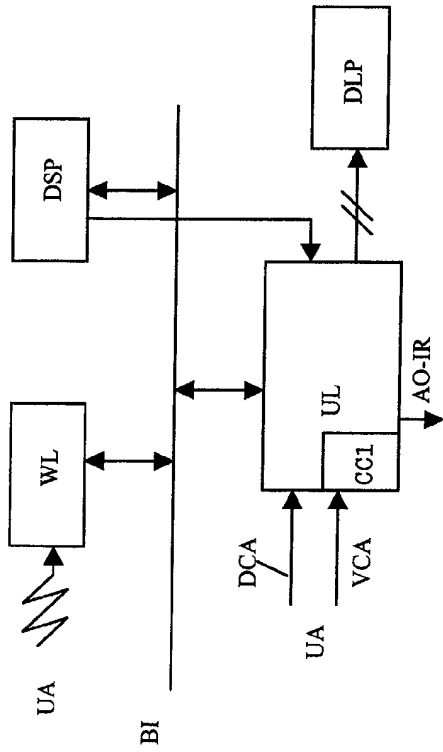 UA
WL
DSP
BI
DCA
UA
VCA
UL
CC1
DLP
AO-IR